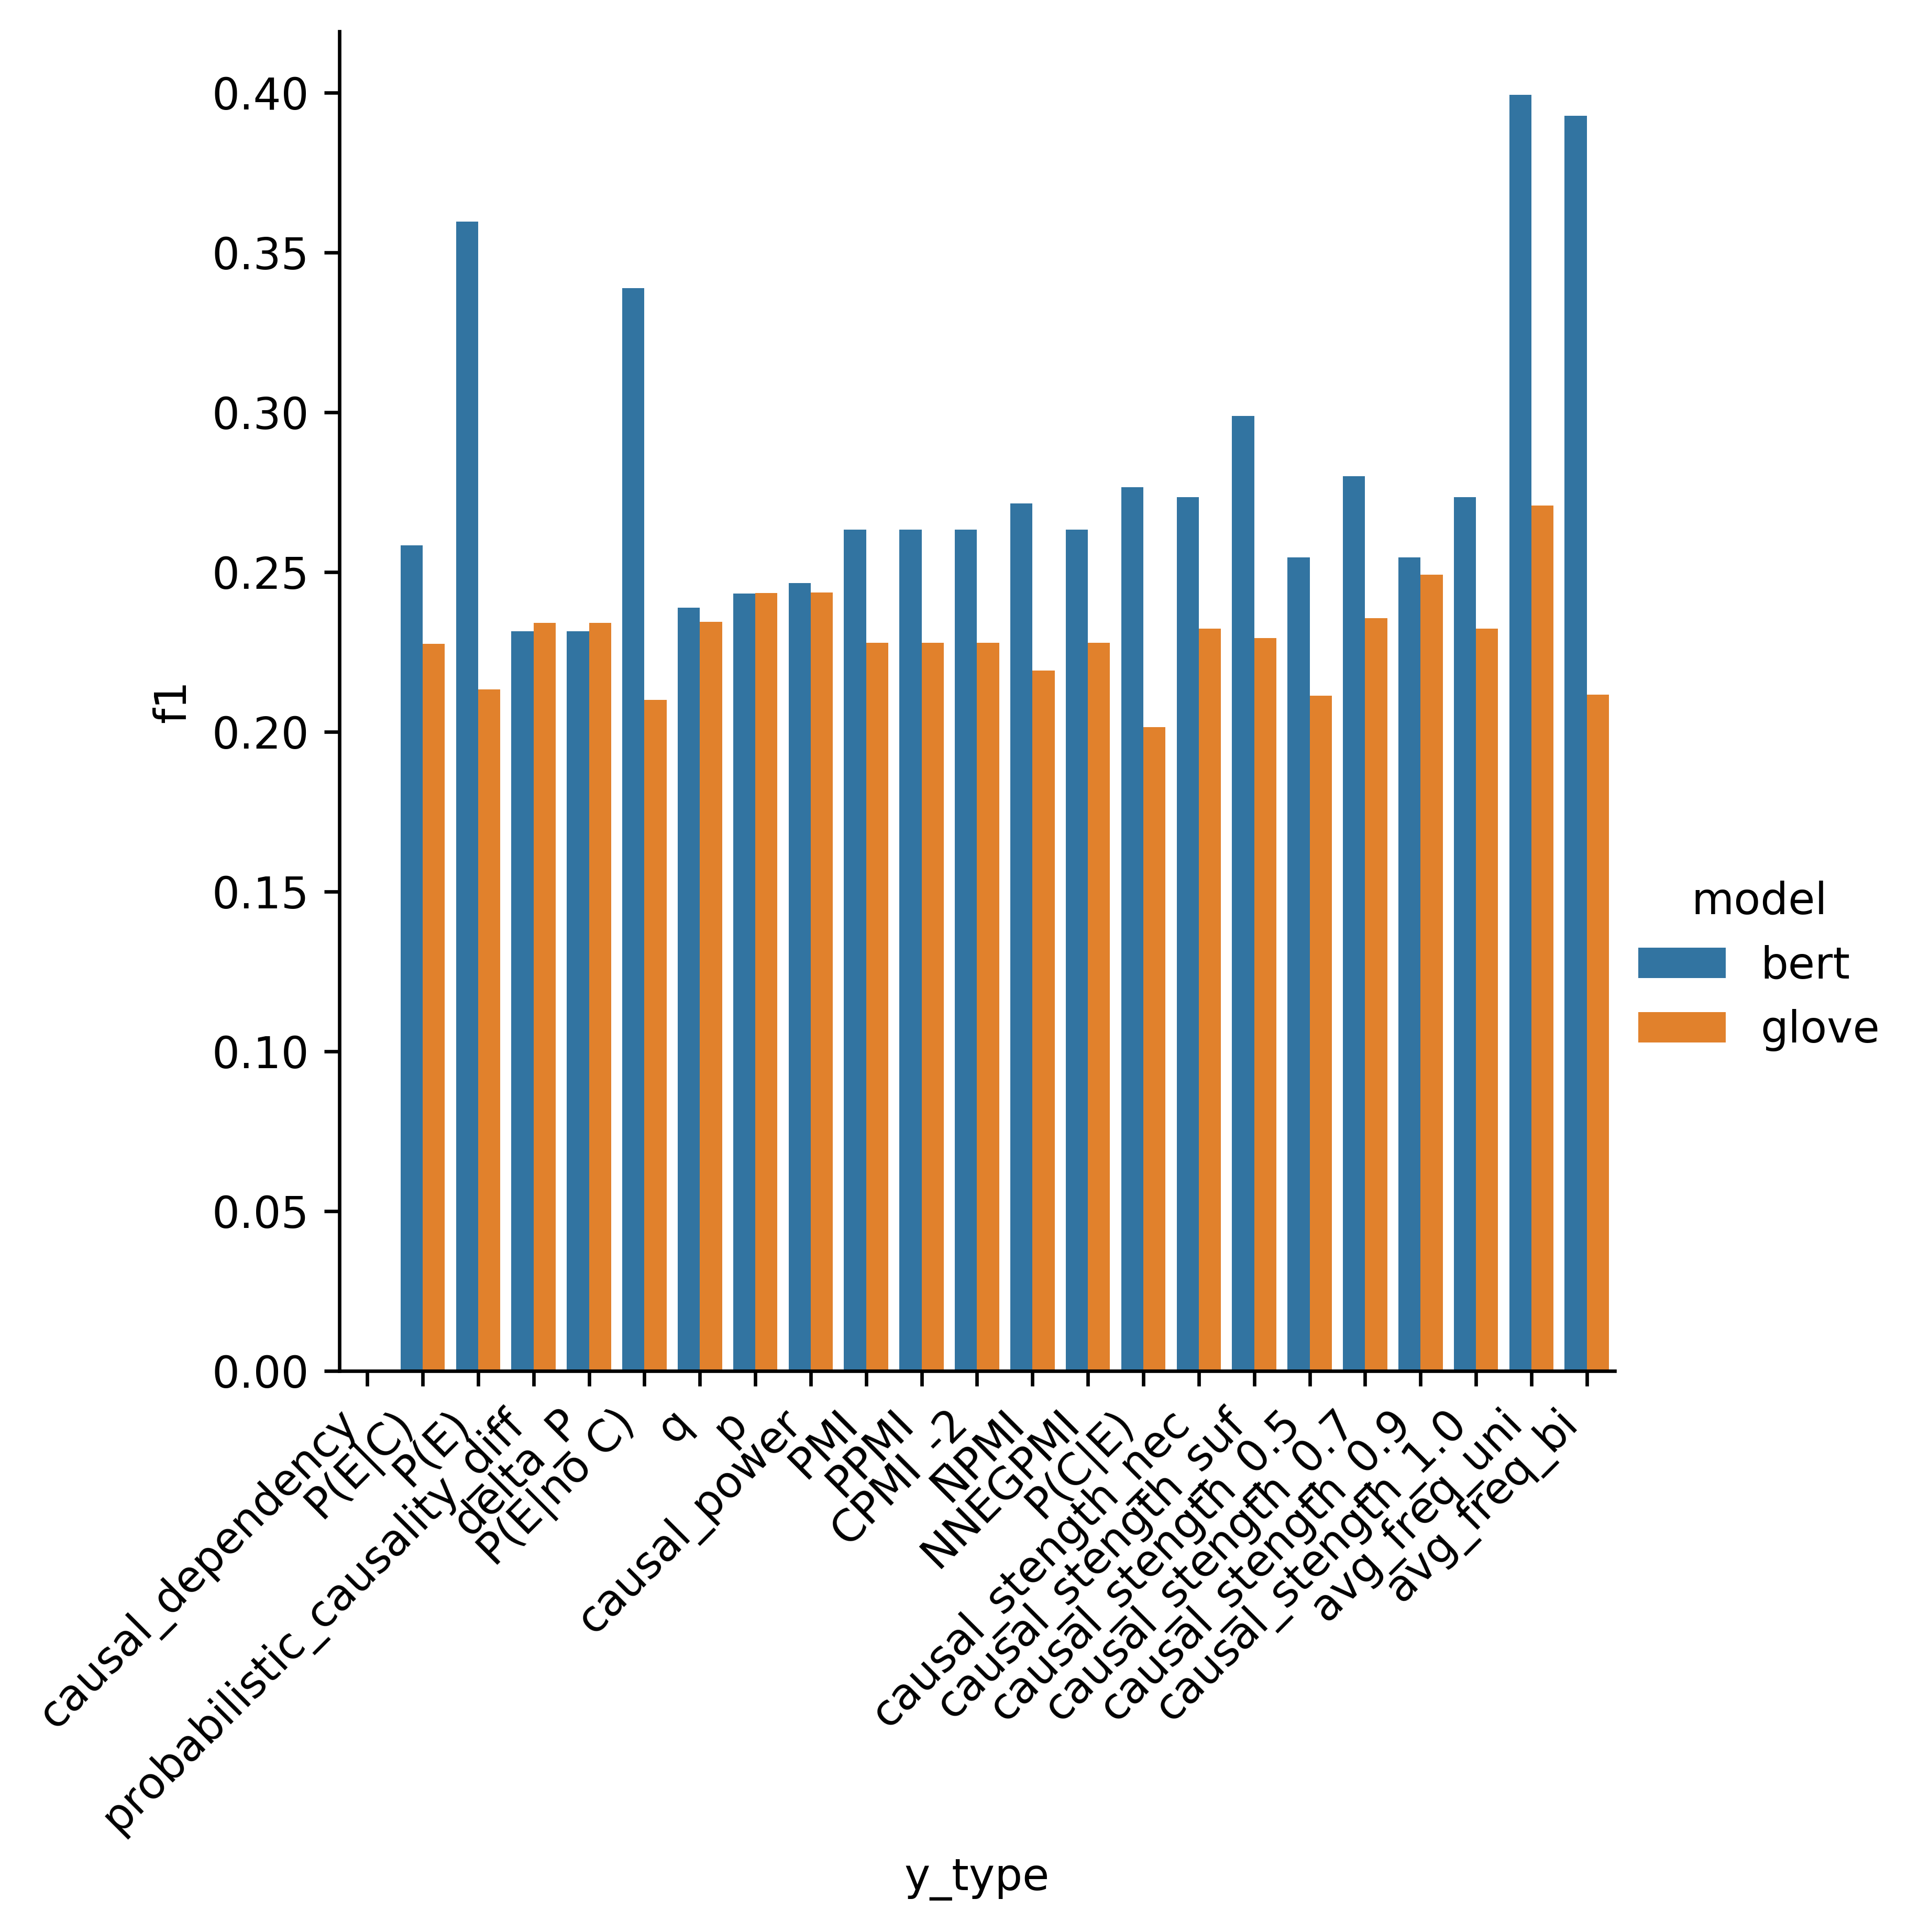 0.40
0.35
0.30
0.25
0.20
0.15
0.10
0.05
0.00
f1
causal_dependency
P(E|C)
P(E)
probabilistic_causality_diff
delta_P
P(E|no C)
q
p
causal_power
PMI
PPMI
CPMI_-2
NPMI
NNEGPMI
P(C|E)
causal_stength_nec
causal_stength_suf
causal_stength_0.5
causal_stength_0.7
causal_stength_0.9
causal_stength_1.0
avg_freq_uni
avg_freq_bi
y_type
model
bert
glove